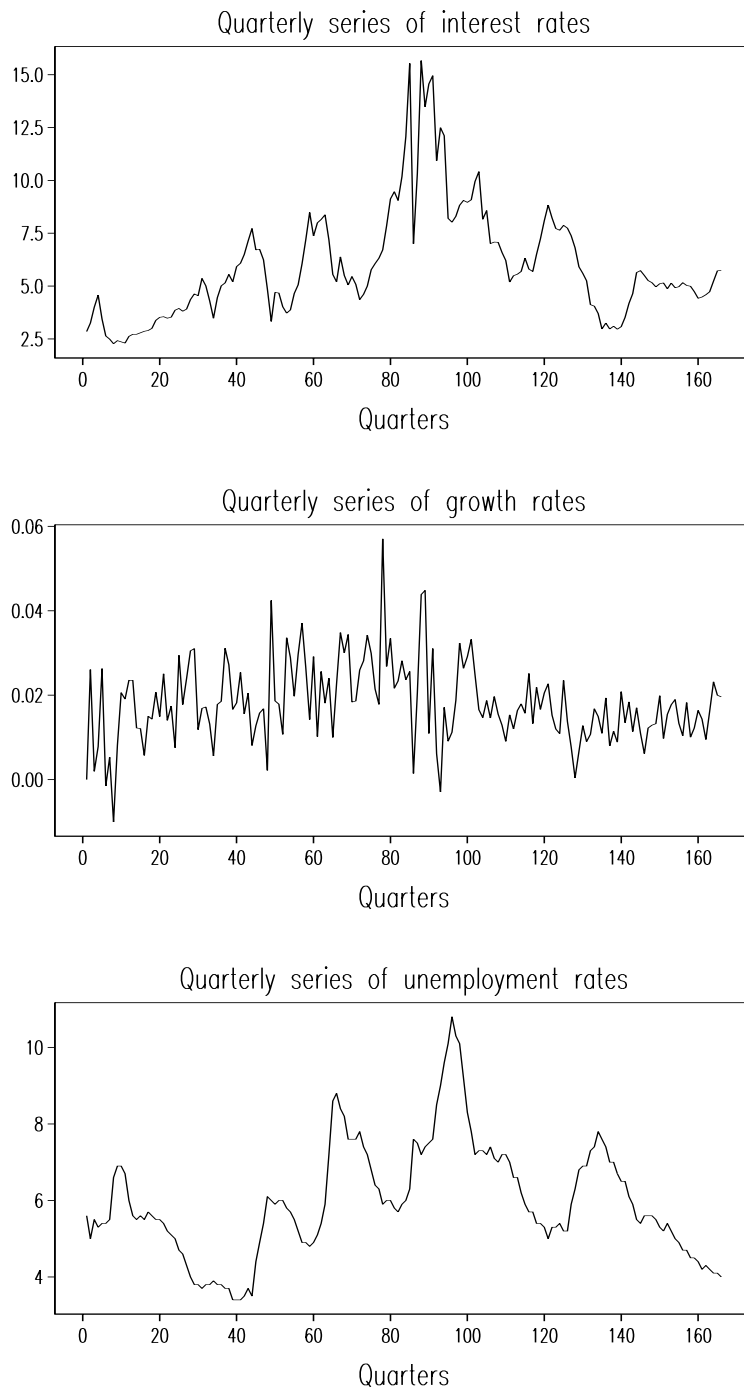 Quarterly series of interest rates
15.0
12.5
10.0
7.5
5.0
2.5
0 20 40 60 80 100 120 140 160
Quarters
Quarterly series of growth rates
0.06
0.04
0.02
0.00
0 20 40 60 80 100 120 140 160
Quarters
Quarterly series of unemployment rates
10
8
6
4
0 20 40 60 80 100 120 140 160
Quarters